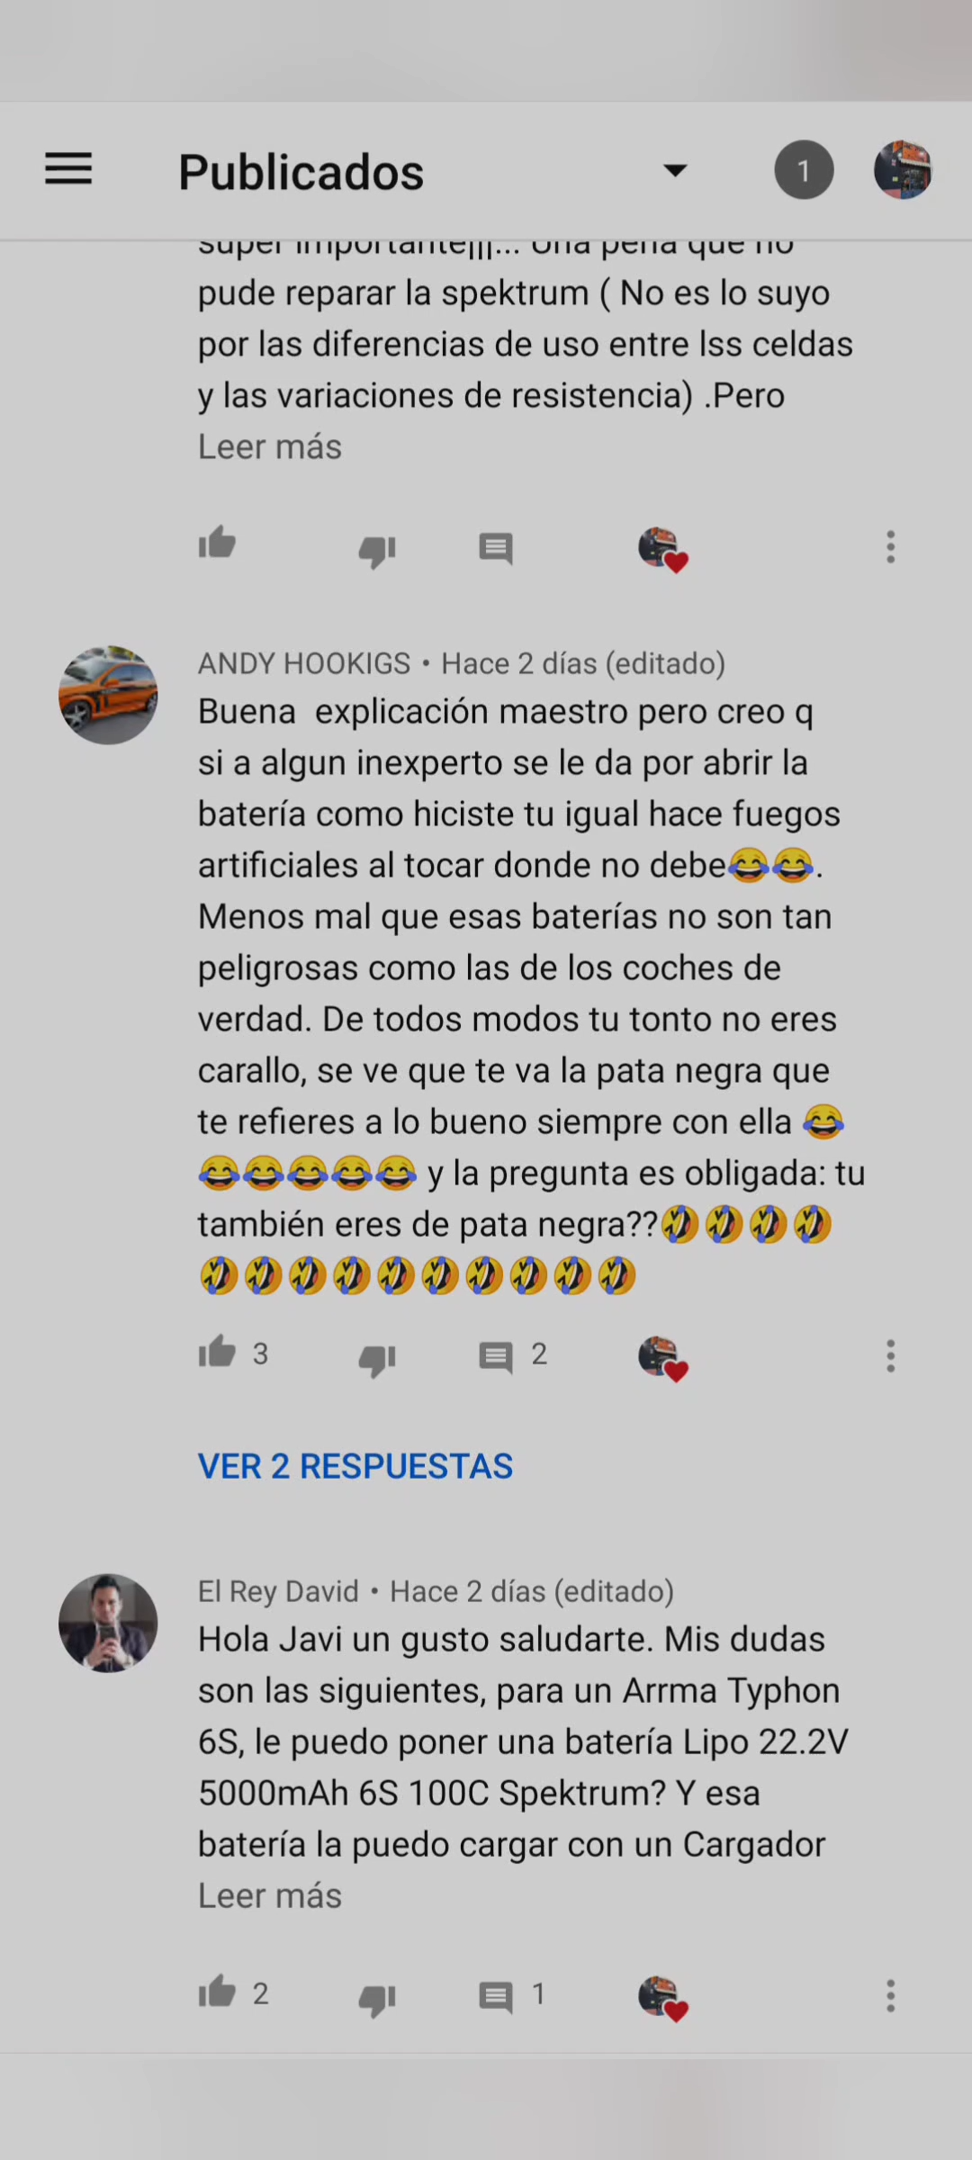 Publicados
1
super importante¡¡¡... Una pena que no
pude reparar la spektrum ( No es lo suyo
por las diferencias de uso entre lss celdas
y las variaciones de resistencia) .Pero
Leer más
ANDY HOOKIGS • Hace 2 días (editado)
Buena  explicación maestro pero creo q
si a algun inexperto se le da por abrir la
batería como hiciste tu igual hace fuegos
artificiales al tocar donde no debe😂😂.
Menos mal que esas baterías no son tan
peligrosas como las de los coches de
verdad. De todos modos tu tonto no eres
carallo, se ve que te va la pata negra que
te refieres a lo bueno siempre con ella 😂
😂😂😂😂😂 y la pregunta es obligada: tu
también eres de pata negra??🤣🤣🤣🤣
🤣🤣🤣🤣🤣🤣🤣🤣🤣🤣
3 2
VER 2 RESPUESTAS
El Rey David • Hace 2 días (editado)
Hola Javi un gusto saludarte. Mis dudas
son las siguientes, para un Arrma Typhon
6S, le puedo poner una batería Lipo 22.2V
5000mAh 6S 100C Spektrum? Y esa
batería la puedo cargar con un Cargador
Leer más
2 1